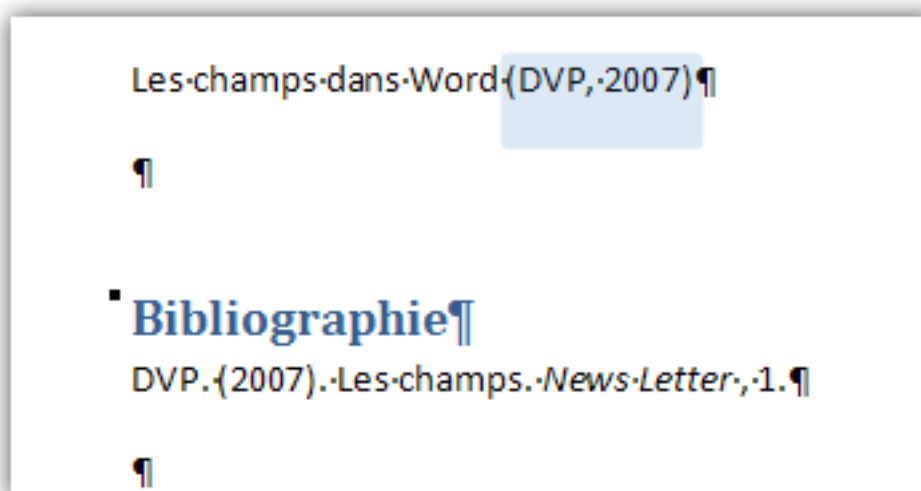 Les·champs·dans·Word·(DVP,·2007)¶
¶
Bibliographie¶
DVP.·(2007).·Les·champs.·News·Letter·,·1.¶
¶